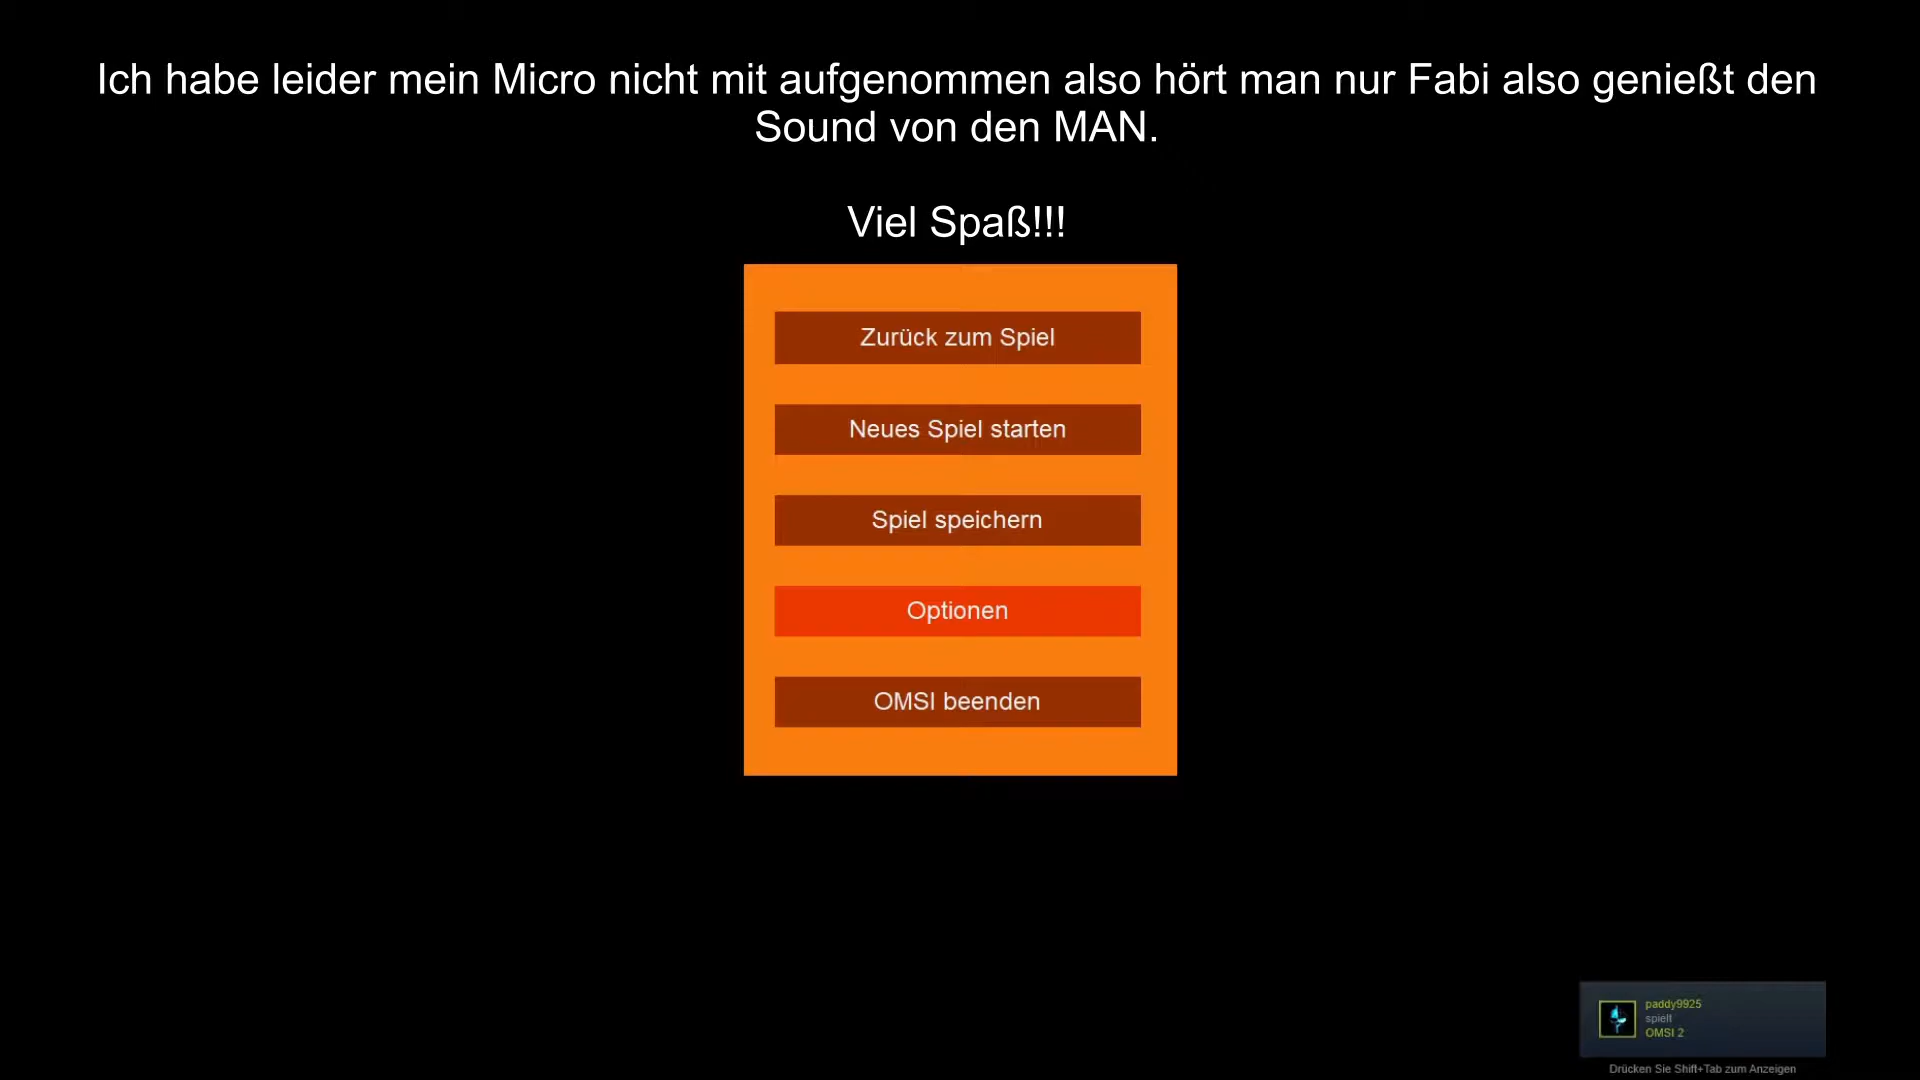 Ich habe leider mein Micro nicht mit aufgenommen also hört man nur Fabi also genießt den
Sound von den MAN.
Viel Spaß!!!
Zurück zum Spiel
Neues Spiel starten
Spiel speichern
Optionen
OMSI beenden
paddy9925
spielt
OMSI 2
Drücken Sie Shift+Tab zum Anzeigen